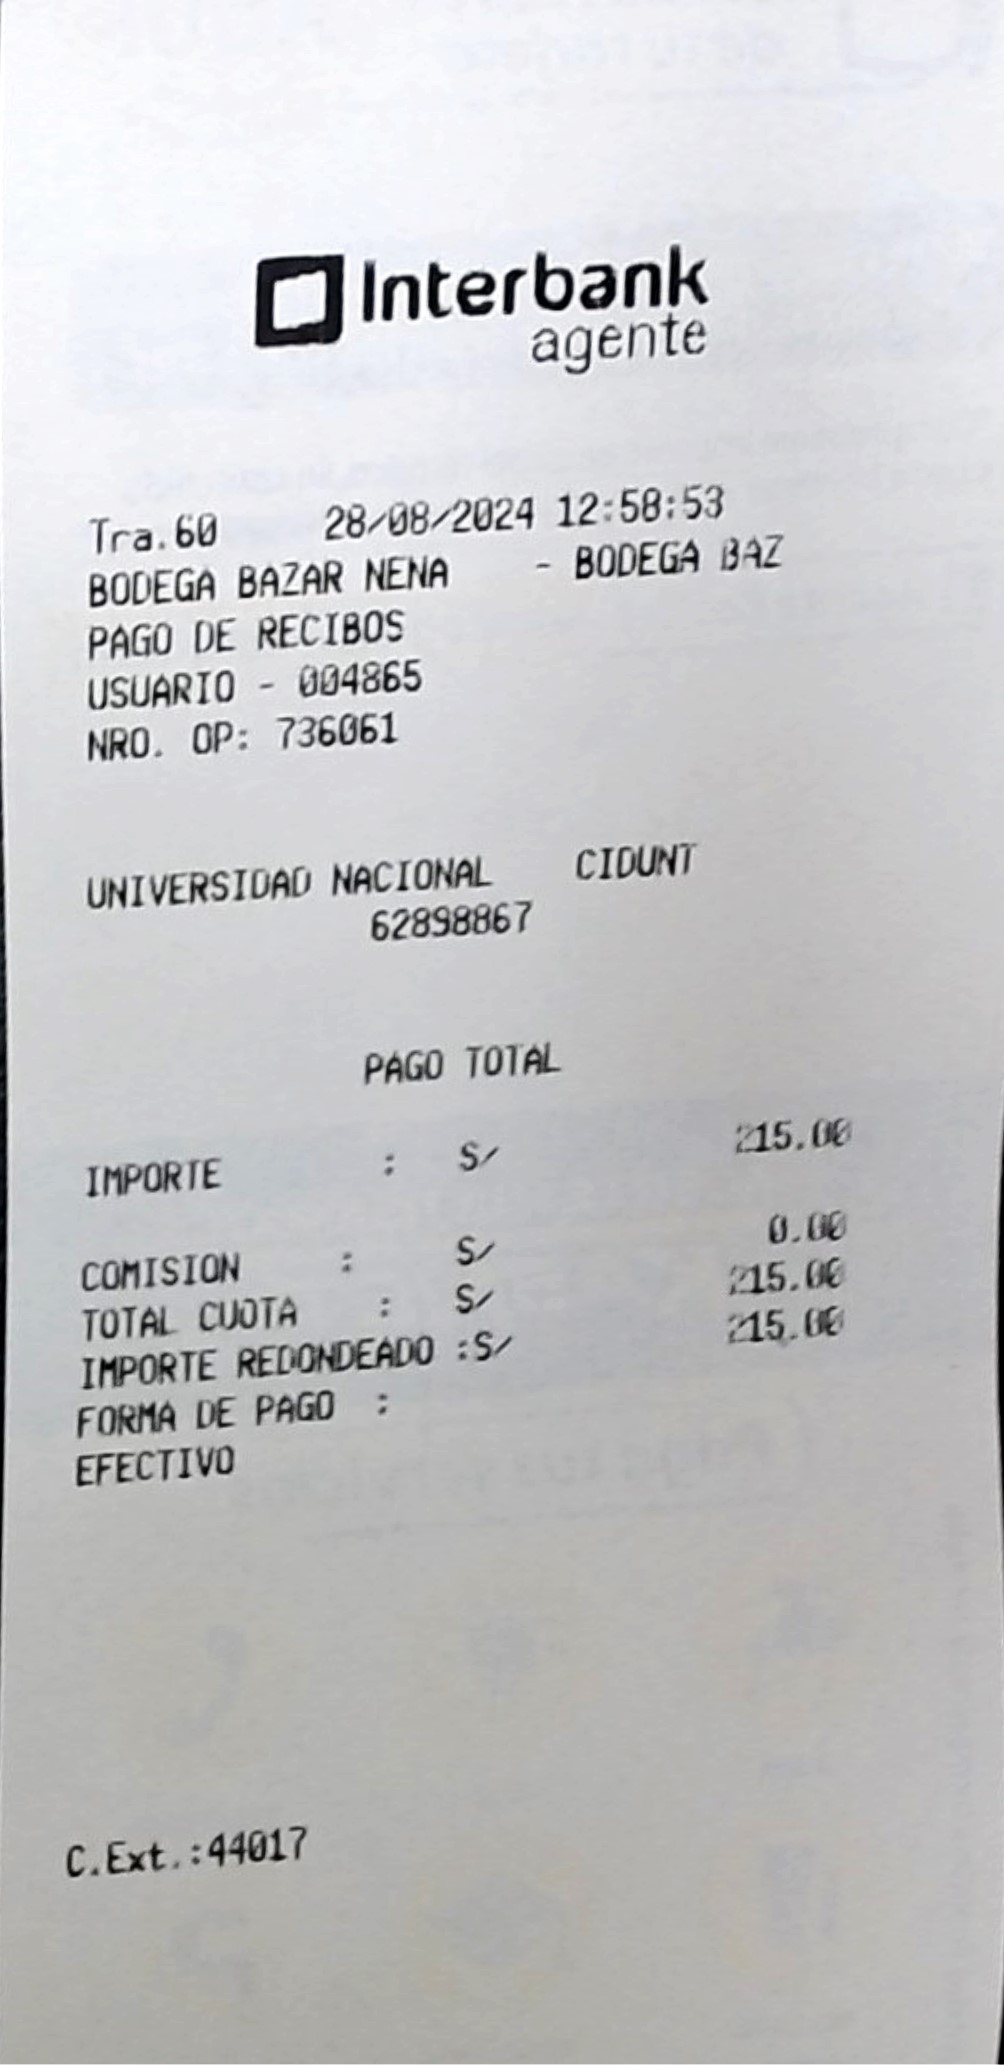 Interbank
agente
Tra.60 28/08/2024 12:58:53
BODEGA BAZAR NENA - BODEGA BAZ
PAGO DE RECIBOS
USUARIO - 004865
NRO. OP: 736061
UNIVERSIDAD NACIONAL CIDUNT
62898867
PAGO TOTAL
IMPORTE : S/ 215.00
COMISION : S/ 0.00
TOTAL CUOTA : S/ 215.00
IMPORTE REDONDEADO :S/ 215.00
FORMA DE PAGO :
EFECTIVO
C.Ext.:44017